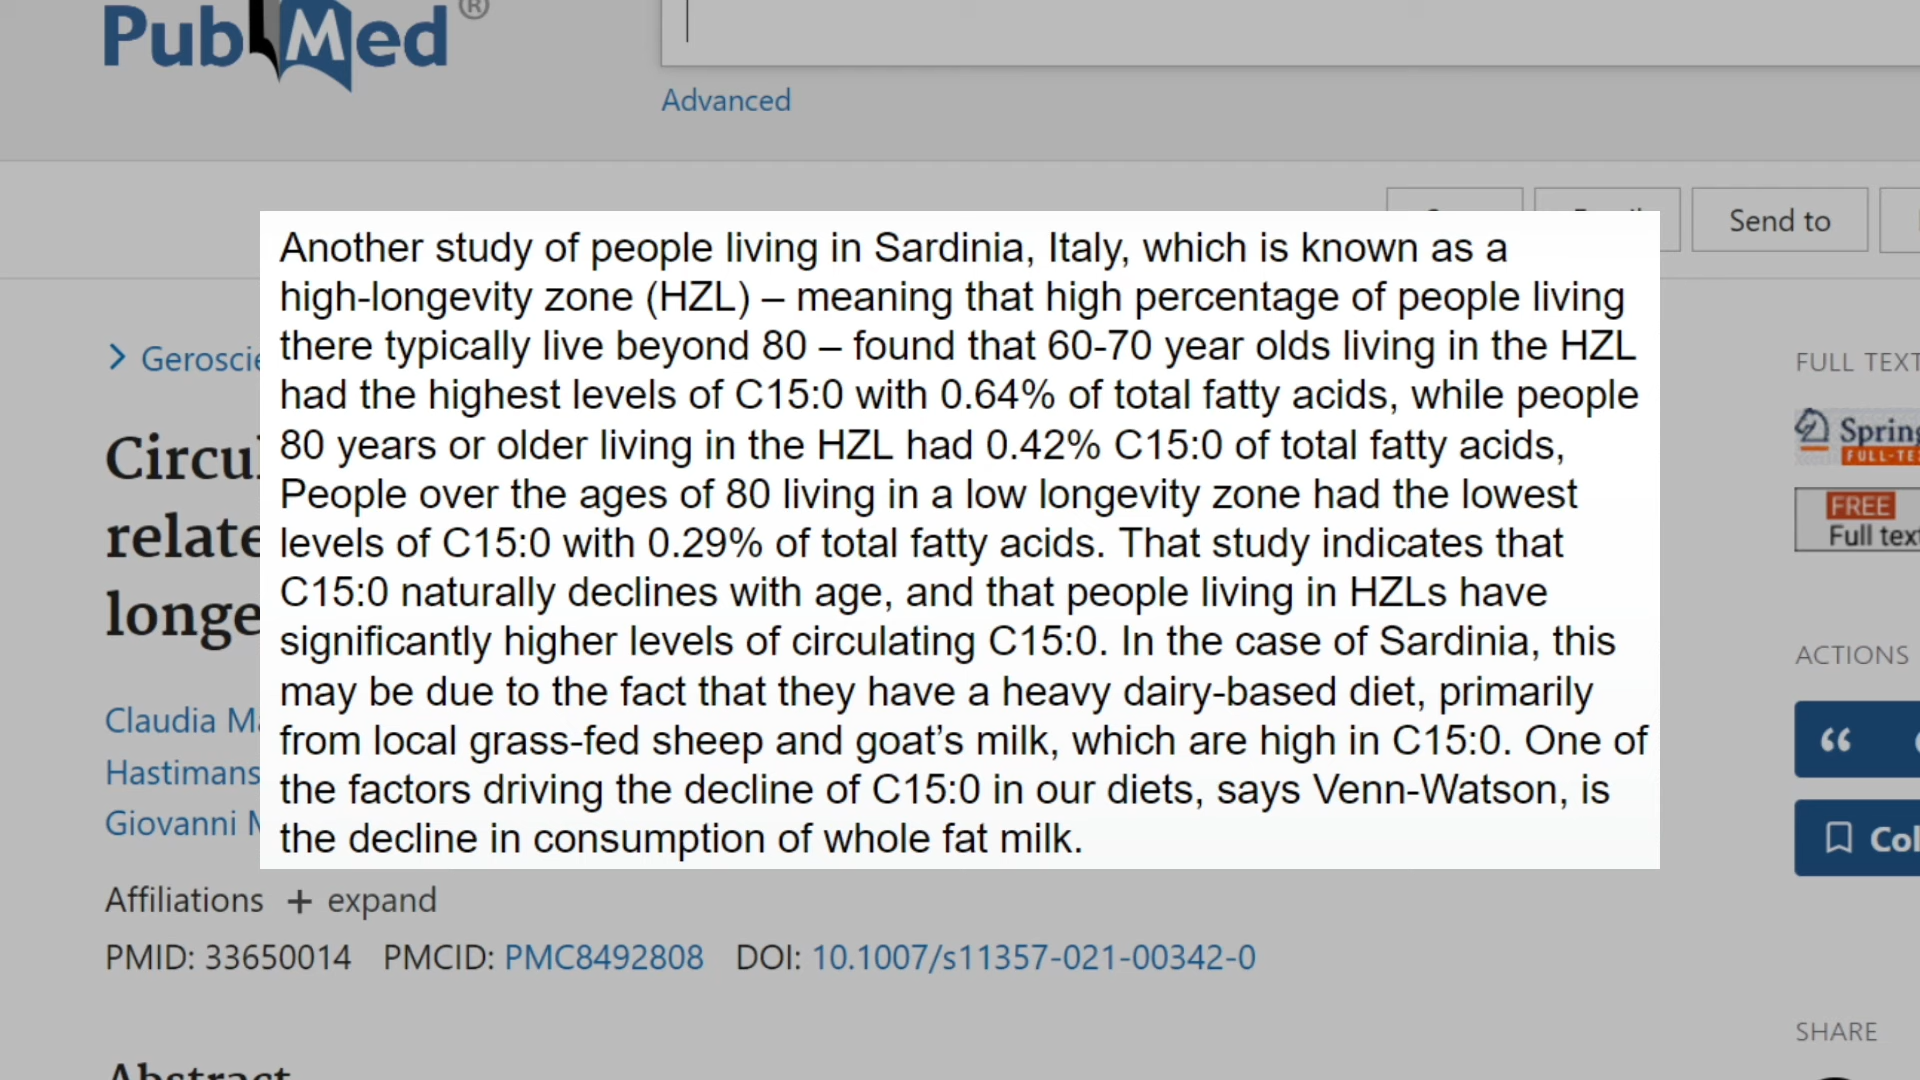 PubMed®
Advanced
Send to
Another study of people living in Sardinia, Italy, which is known as a
high-longevity zone (HZL) – meaning that high percentage of people living
there typically live beyond 80 – found that 60-70 year olds living in the HZL
had the highest levels of C15:0 with 0.64% of total fatty acids, while people
80 years or older living in the HZL had 0.42% C15:0 of total fatty acids,
People over the ages of 80 living in a low longevity zone had the lowest
levels of C15:0 with 0.29% of total fatty acids. That study indicates that
C15:0 naturally declines with age, and that people living in HZLs have
significantly higher levels of circulating C15:0. In the case of Sardinia, this
may be due to the fact that they have a heavy dairy-based diet, primarily
from local grass-fed sheep and goat’s milk, which are high in C15:0. One of
the factors driving the decline of C15:0 in our diets, says Venn-Watson, is
the decline in consumption of whole fat milk.
Claudia
Giovanni
Affiliations + expand
PMID: 33650014 PMCID: PMC8492808 DOI: 10.1007/s11357-021-00342-0
Abstract
FULL TEXT
FREE
Full text
ACTIONS
SHARE